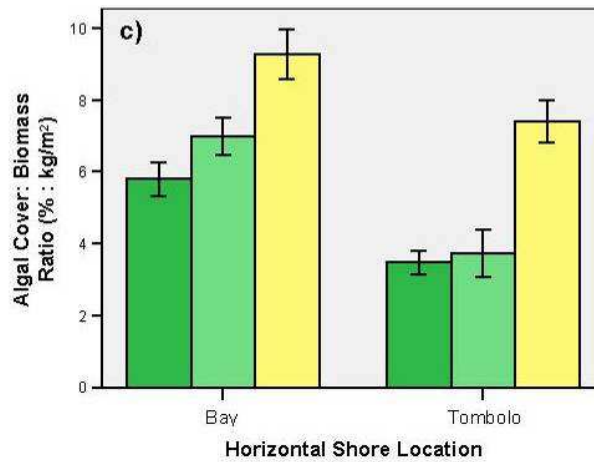 c)
10
8
6
4
2
0
Algal Cover: Biomass
Ratio (% : kg/m²)
Bay
Tombolo
Horizontal Shore Location